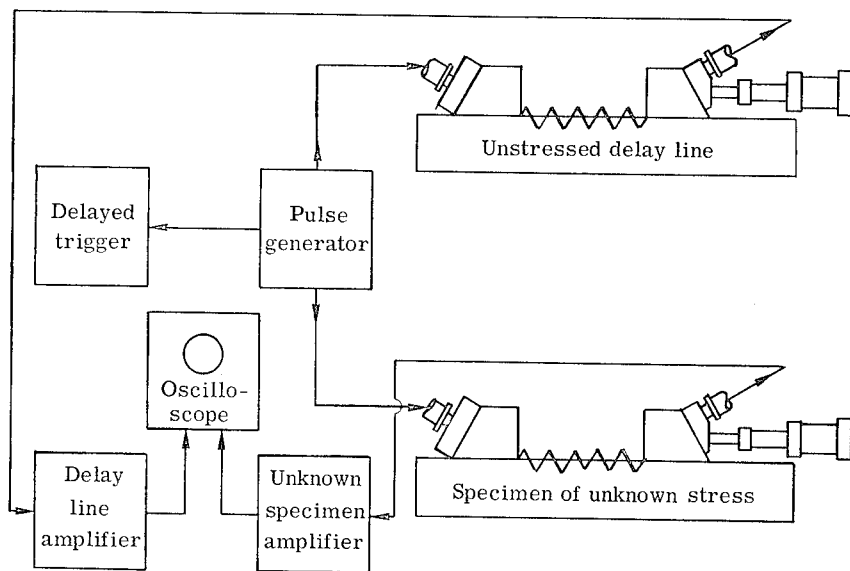 Unstressed delay line
Delayed
trigger
Pulse
generator
Oscillo-
scope
Delay
line
amplifier
Unknown
specimen
amplifier
Specimen of unknown stress